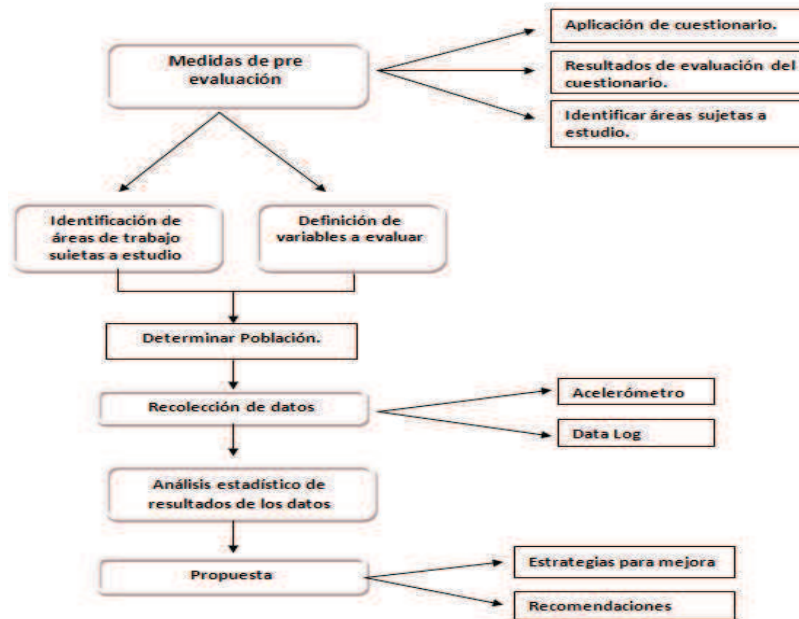 Medidas de pre
evaluación
Aplicación de cuestionario.
Resultados de evaluación del
cuestionario.
Identificar áreas sujetas a
estudio.
Identificación de
áreas de trabajo
sujetas a estudio
Definición de
variables a evaluar
Determinar Población.
Recolección de datos
Acelerómetro
Data Log
Análisis estadístico de
resultados de los datos
Propuesta
Estrategias para mejora
Recomendaciones